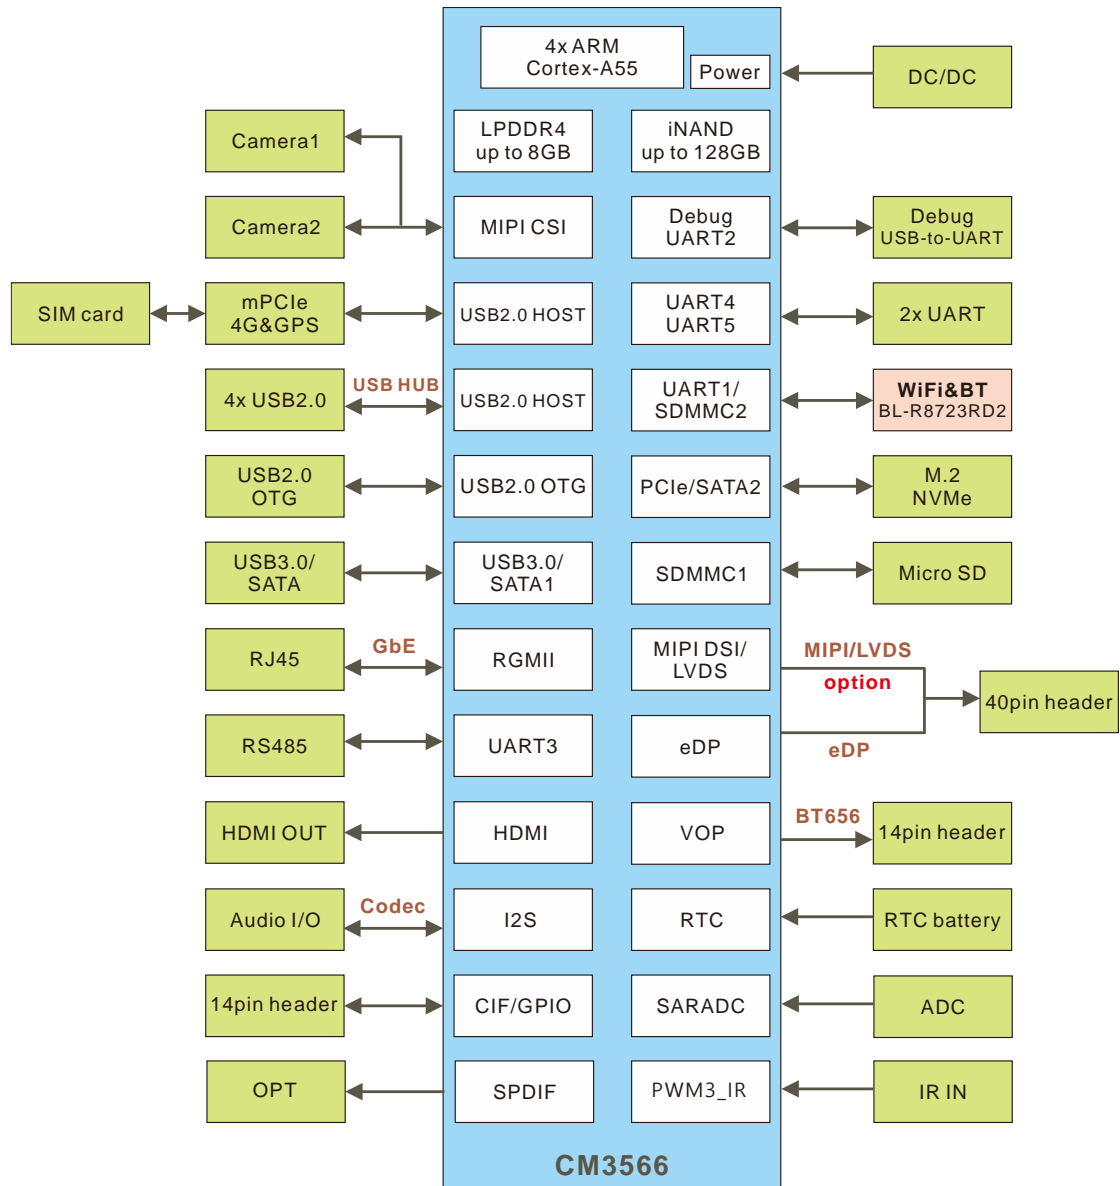 4x ARM
Cortex-A55
Power
DC/DC
Camera1
LPDDR4
up to 8GB
iNAND
up to 128GB
Camera2
MIPI CSI
Debug
UART2
Debug
USB-to-UART
SIM card
mPCIe
4G&GPS
USB2.0 HOST
UART4
UART5
2x UART
4x USB2.0
USB HUB
USB2.0 HOST
UART1/
SDMMC2
WiFi&BT
BL-R8723RD2
USB2.0
OTG
USB2.0 OTG
PCIe/SATA2
M.2
NVMe
USB3.0/
SATA
USB3.0/
SATA1
SDMMC1
Micro SD
RJ45
GbE
RGMII
MIPI DSI/
LVDS
MIPI/LVDS
option
40pin header
RS485
UART3
eDP
eDP
HDMI OUT
HDMI
VOP
BT656
14pin header
Audio I/O
Codec
I2S
RTC
RTC battery
14pin header
CIF/GPIO
SARADC
ADC
OPT
SPDIF
PWM3_IR
IR IN
CM3566